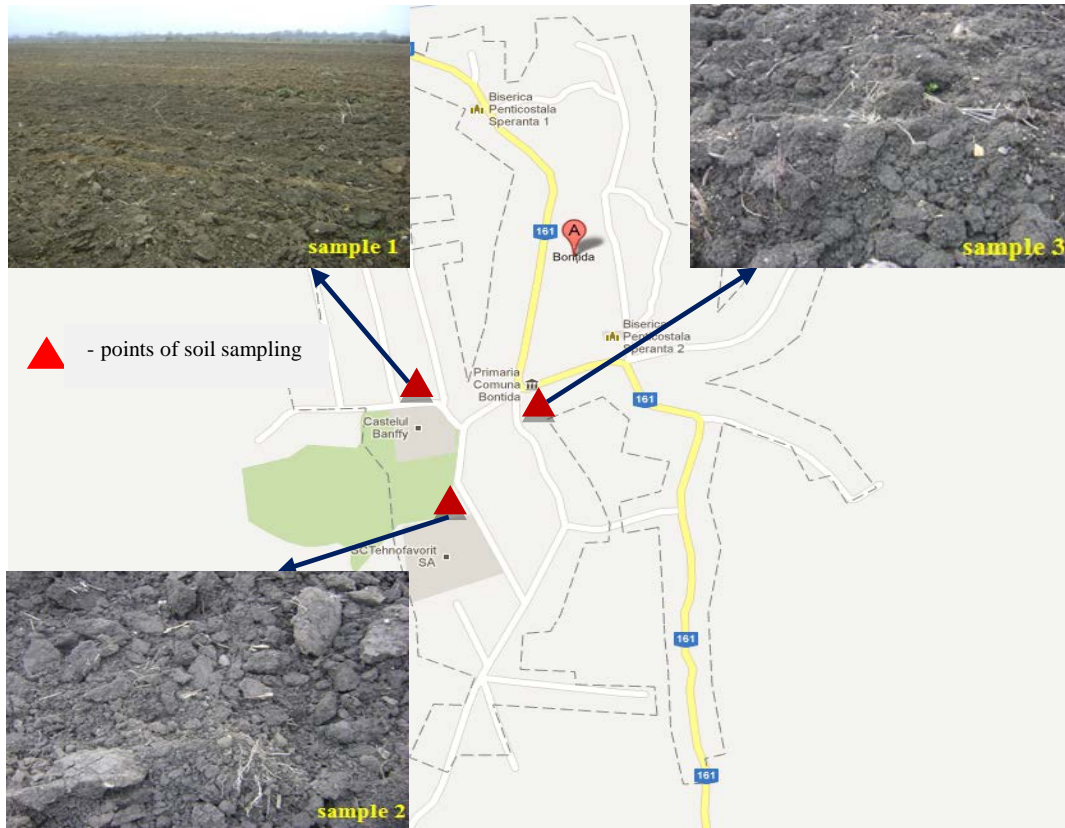 Biserica
Penticostala
Speranta 1
sample 1
sample 3
161
A
Bonțida
- points of soil sampling
Biserica
Penticostala
Speranta 2
Primaria
Comuna
Bontida
161
Castelul
Banffy
SCTehnofavorit
SA
161
161
sample 2